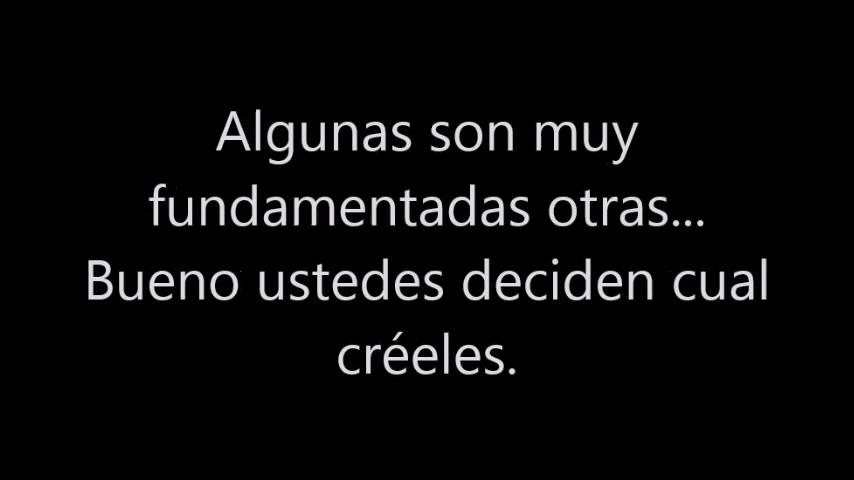 Algunas son muy
fundamentadas otras...
Bueno ustedes deciden cual
créeles.